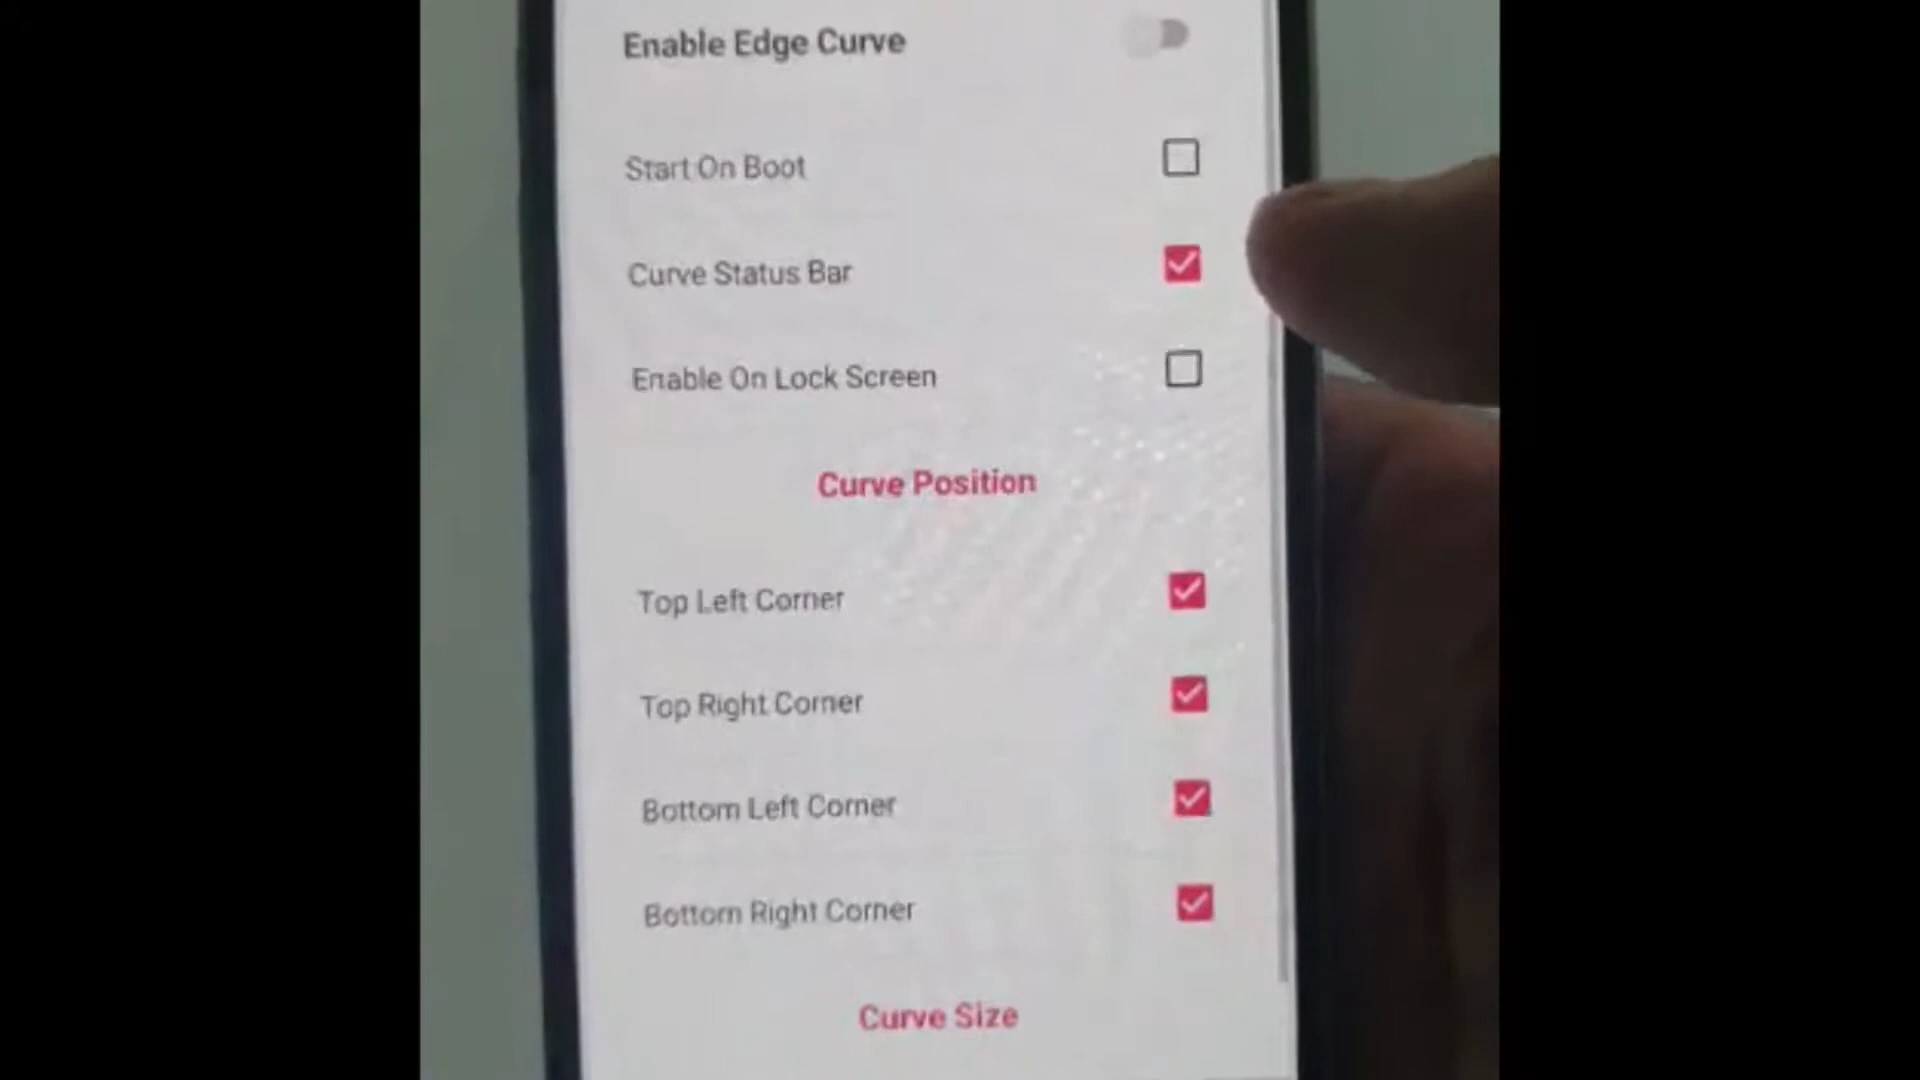 Enable Edge Curve
Start On Boot
Curve Status Bar
Enable On Lock Screen
Curve Position
Top Left Corner
Top Right Corner
Bottom Left Corner
Bottom Right Corner
Curve Size